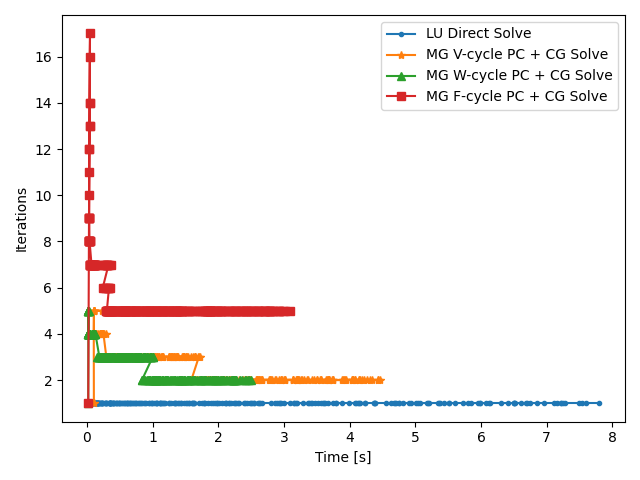 LU Direct Solve
MG V-cycle PC + CG Solve
MG W-cycle PC + CG Solve
MG F-cycle PC + CG Solve
16
14
12
10
8
6
4
2
Iterations
0 1 2 3 4 5 6 7 8
Time [s]